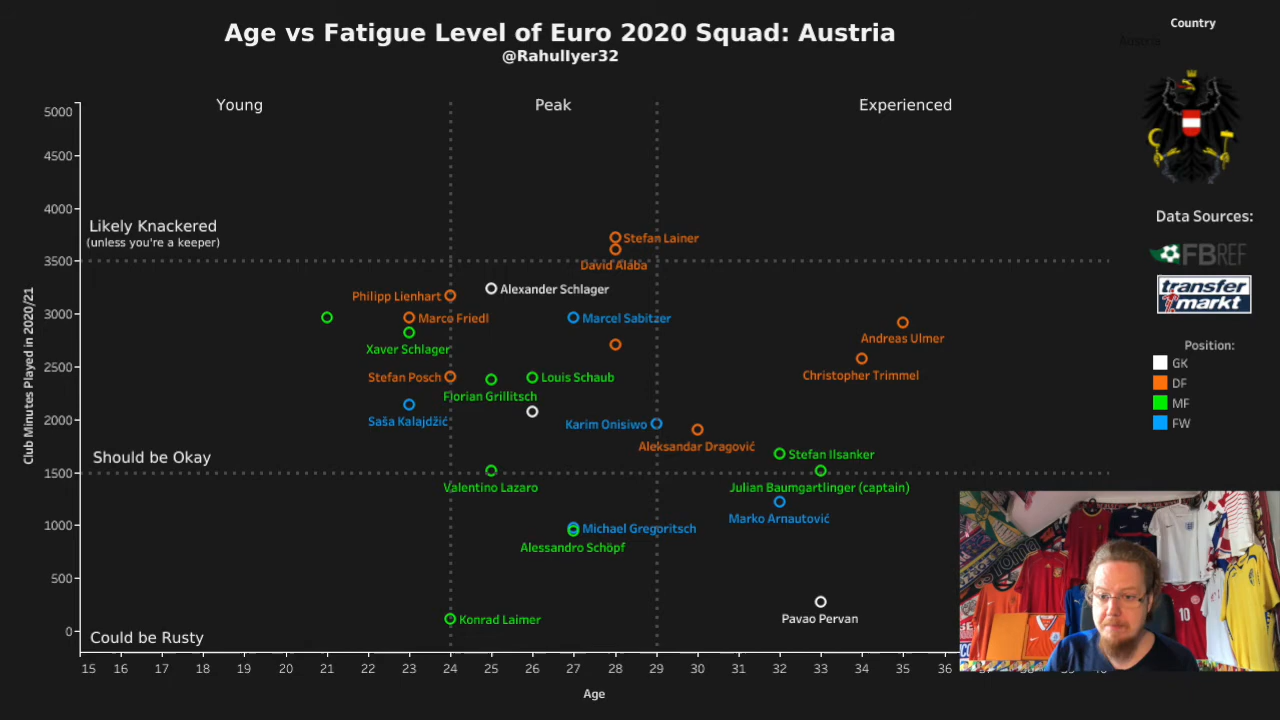 Age vs Fatigue Level of Euro 2020 Squad: Austria
@RahulIyer32
Country
Austria
Young
Peak
Experienced
5000
4500
4000
3500
3000
2500
2000
1500
1000
500
0
Club Minutes Played in 2020/21
Likely Knackered
(unless you're a keeper)
Should be Okay
Could be Rusty
Stefan Lainer
David Alaba
Alexander Schlager
Philipp Lienhart
Marco Friedl
Marcel Sabitzer
Xaver Schlager
Andreas Ulmer
Christopher Trimmel
Stefan Posch
Louis Schaub
Florian Grillitsch
Saša Kalajdžić
Karim Onisiwo
Aleksandar Dragović
Stefan Ilsanker
Valentino Lazaro
Julian Baumgartlinger (captain)
Marko Arnautović
Michael Gregoritsch
Alessandro Schöpf
Konrad Laimer
Pavao Pervan
15 16 17 18 19 20 21 22 23 24 25 26 27 28 29 30 31 32 33 34 35 36
Age
Data Sources:
FBREF
transfer
markt
Position:
GK
DF
MF
FW
10